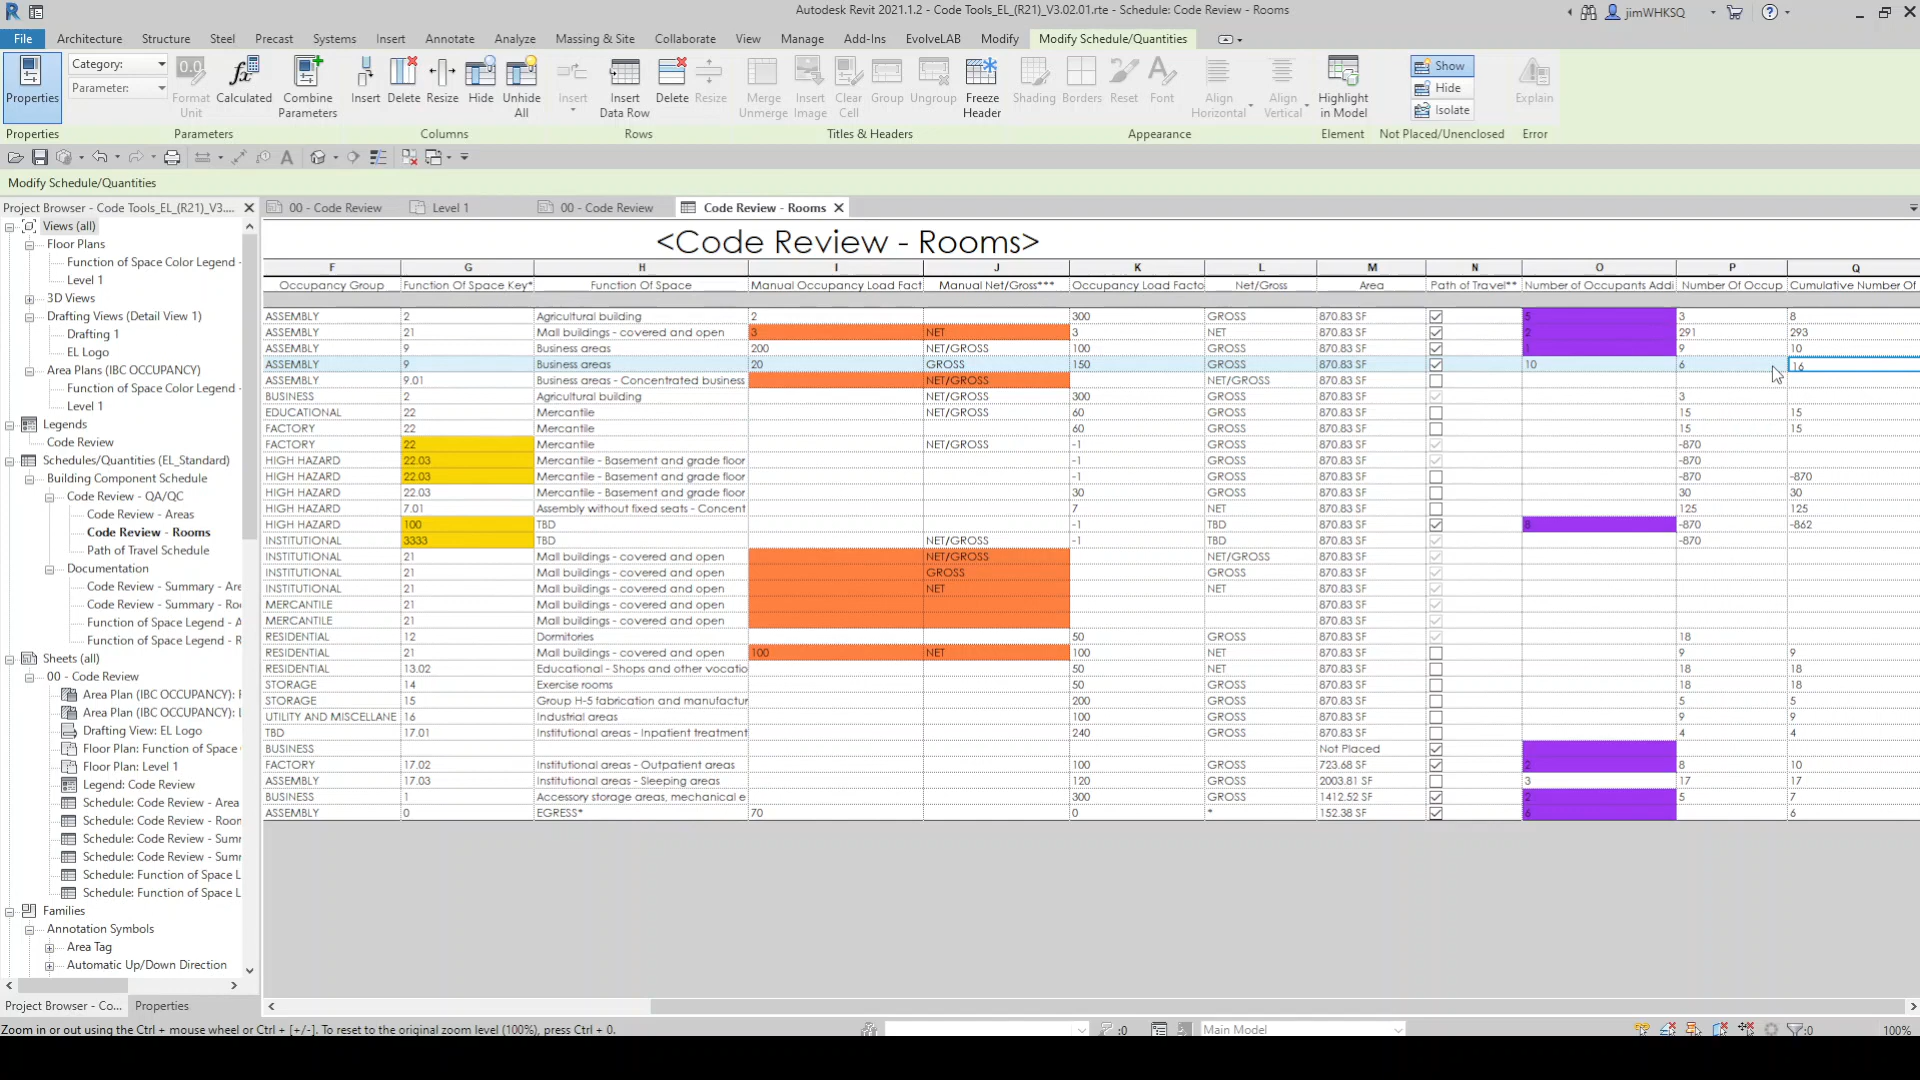 Autodesk Revit 2021.1.2 - Code Tools_EL_(R21)_V3.02.01.rte - Schedule: Code Review - Rooms
jimWHKSQ
File Architecture Structure Steel Precast Systems Insert Annotate Analyze Massing & Site Collaborate View Manage Add-Ins EvolveLAB Modify Modify Schedule/Quantities
Category:
Parameter:
Properties
Format Unit
Calculated
Combine Parameters
Insert
Delete
Resize
Hide
Unhide All
Insert
Insert Data Row
Delete
Resize
Merge Unmerge
Insert Image
Clear Cell
Group
Ungroup
Freeze Header
Shading
Borders
Reset
Font
Align Horizontal
Align Vertical
Highlight in Model
Show
Hide
Isolate
Explain
Properties Parameters Columns Rows Titles & Headers Appearance Element Not Placed/Unenclosed Error
Modify Schedule/Quantities
Project Browser - Code Tools_EL_(R21)_V3....
00 - Code Review
Level 1
00 - Code Review
Code Review - Rooms
Views (all)
Floor Plans
Function of Space Color Legend -
Level 1
3D Views
Drafting Views (Detail View 1)
Drafting 1
EL Logo
Area Plans (IBC OCCUPANCY)
Function of Space Color Legend -
Level 1
Legends
Code Review
Schedules/Quantities (EL_Standard)
Building Component Schedule
Code Review - QA/QC
Code Review - Areas
Code Review - Rooms
Path of Travel Schedule
Documentation
Code Review - Summary - Are
Code Review - Summary - Roo
Function of Space Legend - A
Function of Space Legend - R
Sheets (all)
00 - Code Review
Area Plan (IBC OCCUPANCY): F
Area Plan (IBC OCCUPANCY): L
Drafting View: EL Logo
Floor Plan: Function of Space
Floor Plan: Level 1
Legend: Code Review
Schedule: Code Review - Area
Schedule: Code Review - Roor
Schedule: Code Review - Sumr
Schedule: Code Review - Sumr
Schedule: Function of Space L
Schedule: Function of Space L
Families
Annotation Symbols
Area Tag
Automatic Up/Down Direction
Project Browser - Co...
Properties
<Code Review - Rooms>
F G H I J K L M N O P Q
Occupancy Group Function Of Space Key* Function Of Space Manual Occupancy Load Fact Manual Net/Gross*** Occupancy Load Facto Net/Gross Area Path of Travel** Number of Occupants Addi Number Of Occup Cumulative Number Of
ASSEMBLY 2 Agricultural building 2 300 GROSS 870.83 SF 5 3 8
ASSEMBLY 21 Mall buildings - covered and open 3 NET 3 NET 870.83 SF 2 291 293
ASSEMBLY 9 Business areas 200 NET/GROSS 100 GROSS 870.83 SF 1 9 10
ASSEMBLY 9 Business areas 20 GROSS 150 GROSS 870.83 SF 10 6 16
ASSEMBLY 9.01 Business areas - Concentrated business NET/GROSS NET/GROSS 870.83 SF
BUSINESS 2 Agricultural building NET/GROSS 300 GROSS 870.83 SF 3
EDUCATIONAL 22 Mercantile NET/GROSS 60 GROSS 870.83 SF 15 15
FACTORY 22 Mercantile 60 GROSS 870.83 SF 15 15
FACTORY 22 Mercantile NET/GROSS -1 GROSS 870.83 SF -870
HIGH HAZARD 22.03 Mercantile - Basement and grade floor -1 GROSS 870.83 SF -870
HIGH HAZARD 22.03 Mercantile - Basement and grade floor -1 GROSS 870.83 SF -870 -870
HIGH HAZARD 22.03 Mercantile - Basement and grade floor 30 GROSS 870.83 SF 30 30
HIGH HAZARD 7.01 Assembly without fixed seats - Concent 7 NET 870.83 SF 125 125
HIGH HAZARD 100 TBD -1 TBD 870.83 SF 8 -870 -862
INSTITUTIONAL 3333 TBD NET/GROSS -1 TBD 870.83 SF -870
INSTITUTIONAL 21 Mall buildings - covered and open NET/GROSS NET/GROSS 870.83 SF
INSTITUTIONAL 21 Mall buildings - covered and open GROSS GROSS 870.83 SF
INSTITUTIONAL 21 Mall buildings - covered and open NET NET 870.83 SF
MERCANTILE 21 Mall buildings - covered and open 870.83 SF
MERCANTILE 21 Mall buildings - covered and open 870.83 SF
RESIDENTIAL 12 Dormitories 50 GROSS 870.83 SF 18
RESIDENTIAL 21 Mall buildings - covered and open 100 NET 100 NET 870.83 SF 9 9
RESIDENTIAL 13.02 Educational - Shops and other vocatio 50 NET 870.83 SF 18 18
STORAGE 14 Exercise rooms 50 GROSS 870.83 SF 18 18
STORAGE 15 Group H-5 fabrication and manufactur 200 GROSS 870.83 SF 5 5
UTILITY AND MISCELLANE 16 Industrial areas 100 GROSS 870.83 SF 9 9
TBD 17.01 Institutional areas - Inpatient treatment 240 GROSS 870.83 SF 4 4
BUSINESS Not Placed
FACTORY 17.02 Institutional areas - Outpatient areas 100 GROSS 723.68 SF 2 8 10
ASSEMBLY 17.03 Institutional areas - Sleeping areas 120 GROSS 2003.81 SF 3 17 17
BUSINESS 1 Accessory storage areas, mechanical e 300 GROSS 1412.52 SF 2 5 7
ASSEMBLY 0 EGRESS* 70 0 * 152.38 SF 6 6
Zoom in or out using the Ctrl + mouse wheel or Ctrl + [+/-]. To reset to the original zoom level (100%), press Ctrl + 0.
:0
Main Model
:0
100%